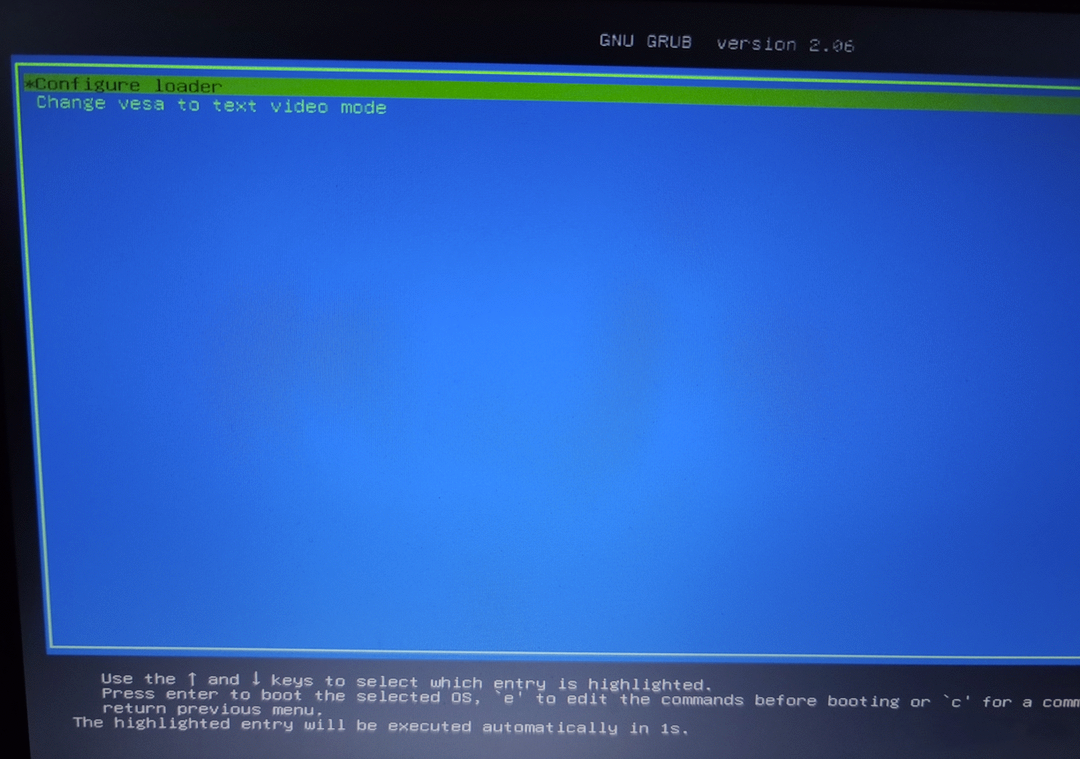 GNU GRUB version 2.06
*Configure loader
Change vesa to text video mode
Use the ↑ and ↓ keys to select which entry is highlighted.
Press enter to boot the selected OS, `e' to edit the commands before booting or `c' for a
return previous menu.
The highlighted entry will be executed automatically in 1s.